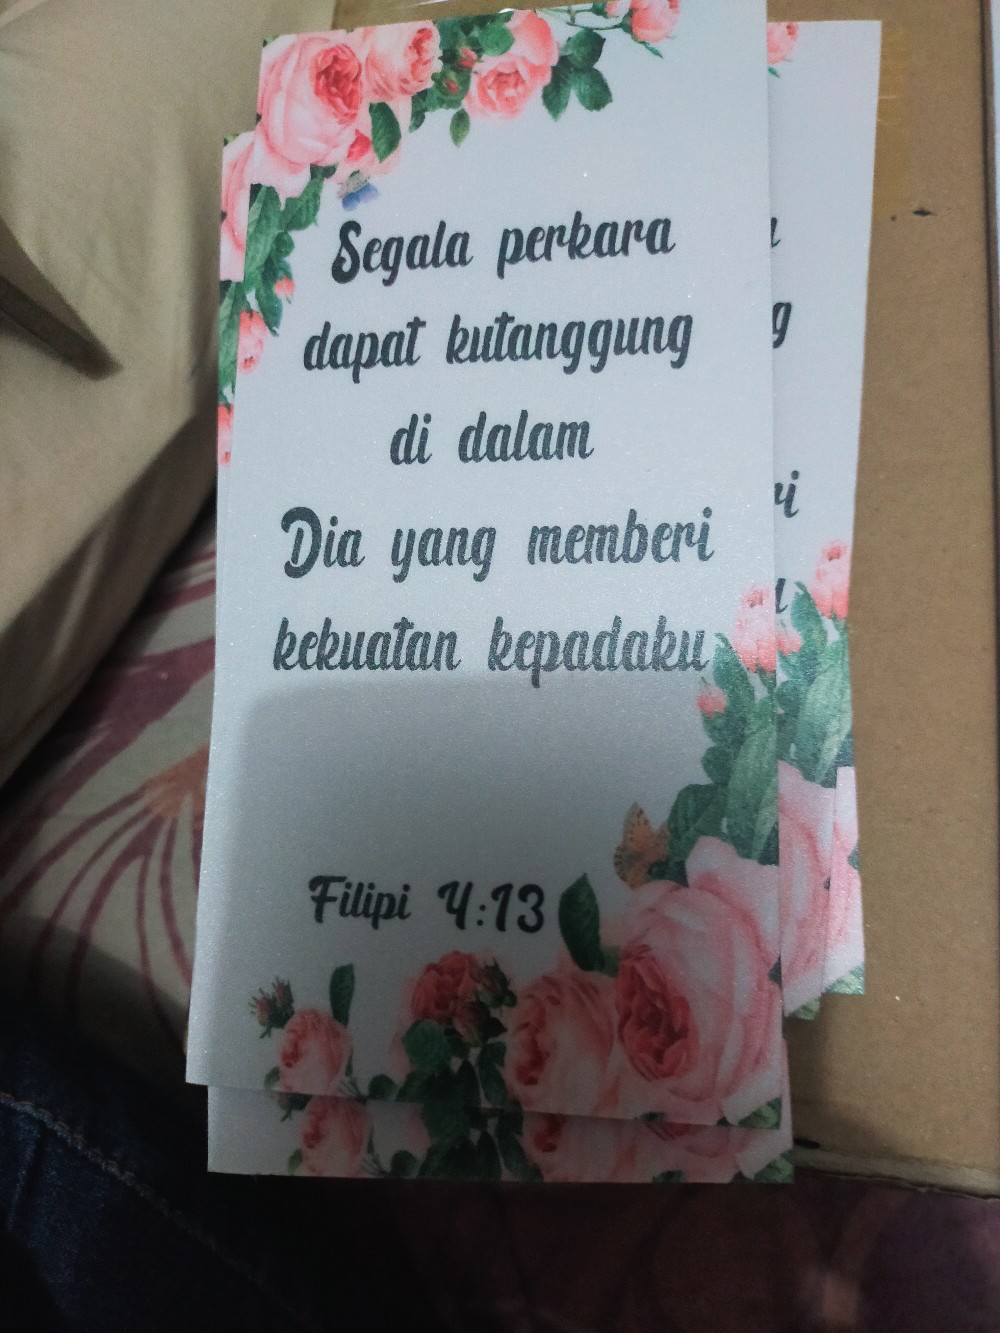 Segala perkara
dapat kutanggung
di dalam
Dia yang memberi
kekuatan kepadaku
Filipi 4:13